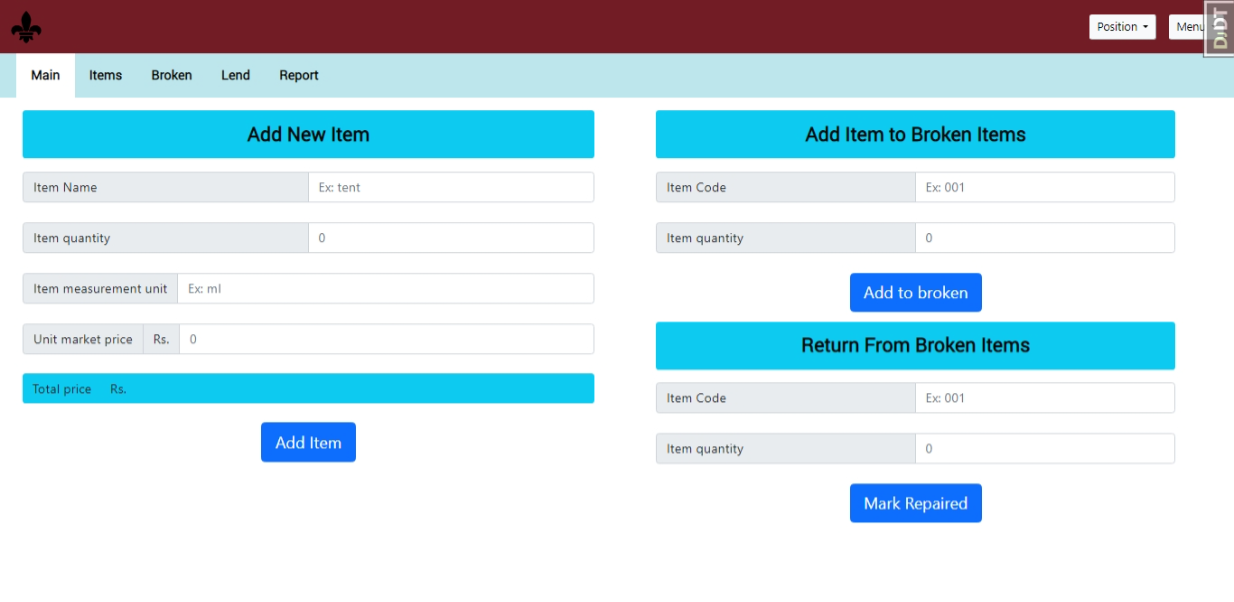 Position
Menu
DjDT
Main Items Broken Lend Report
Add New Item
Item Name Ex: tent
Item quantity 0
Item measurement unit Ex: ml
Unit market price Rs. 0
Total price Rs.
Add Item
Add Item to Broken Items
Item Code Ex: 001
Item quantity 0
Add to broken
Return From Broken Items
Item Code Ex: 001
Item quantity 0
Mark Repaired